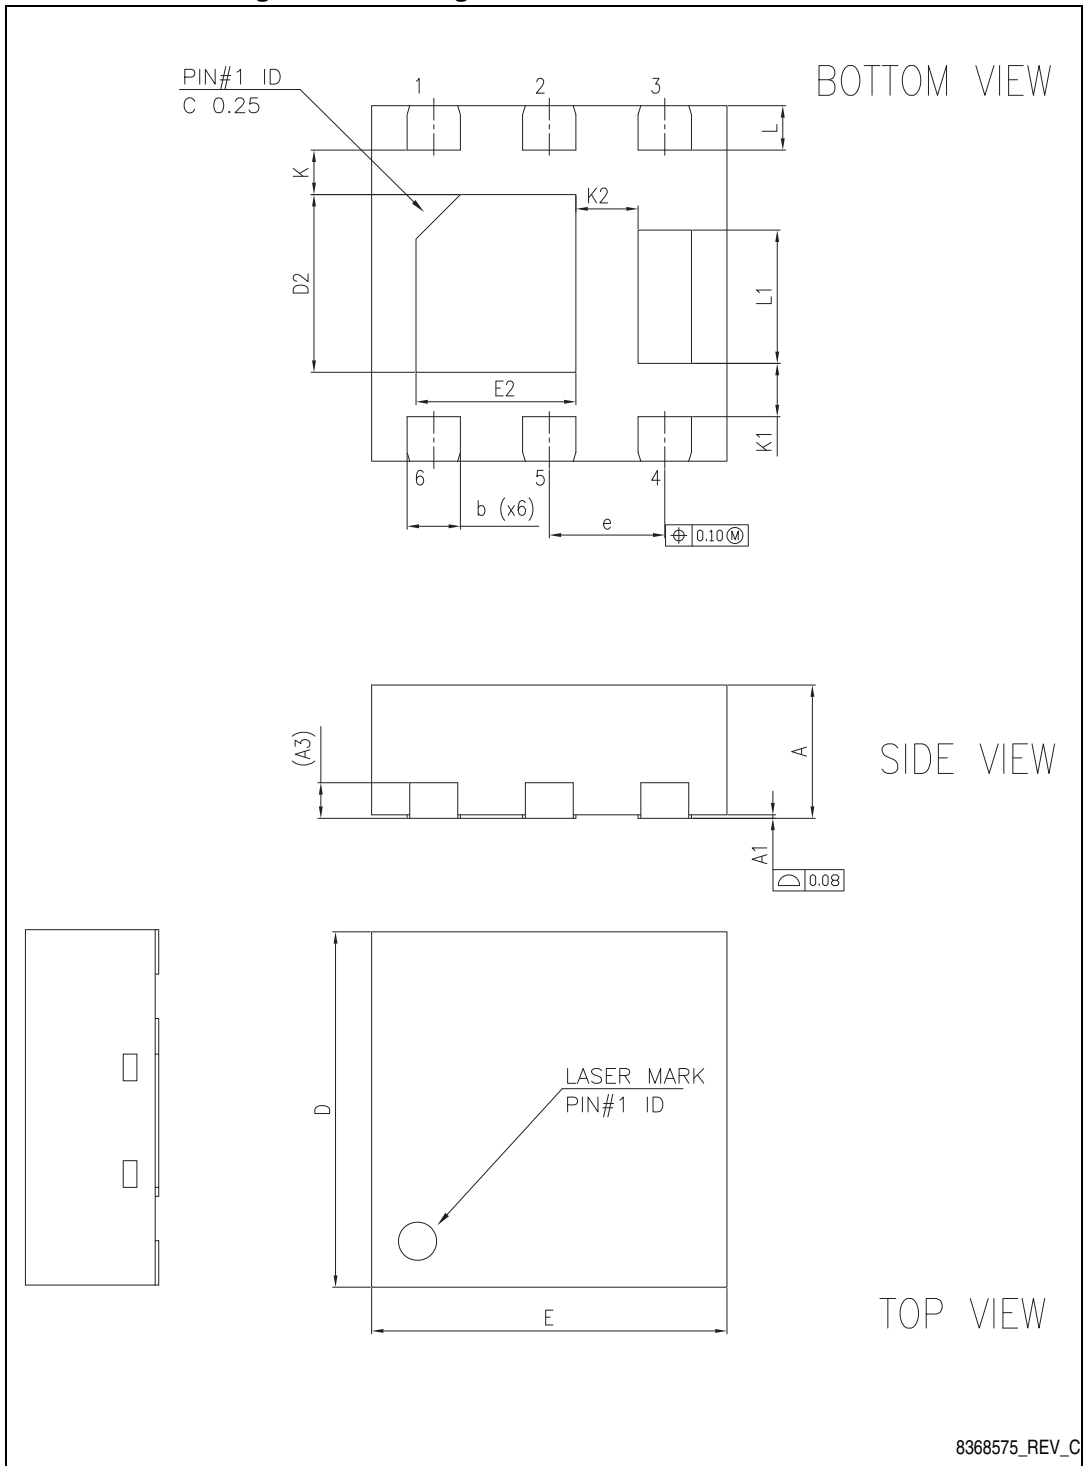 PIN#1 ID
C 0.25
1
2
3
BOTTOM VIEW
L
K
K2
D2
L1
E2
K1
6
5
4
b (x6)
e
0.10 Ⓜ
(A3)
A
SIDE VIEW
A1
0.08
D
LASER MARK
PIN#1 ID
E
TOP VIEW
8368575_REV_C